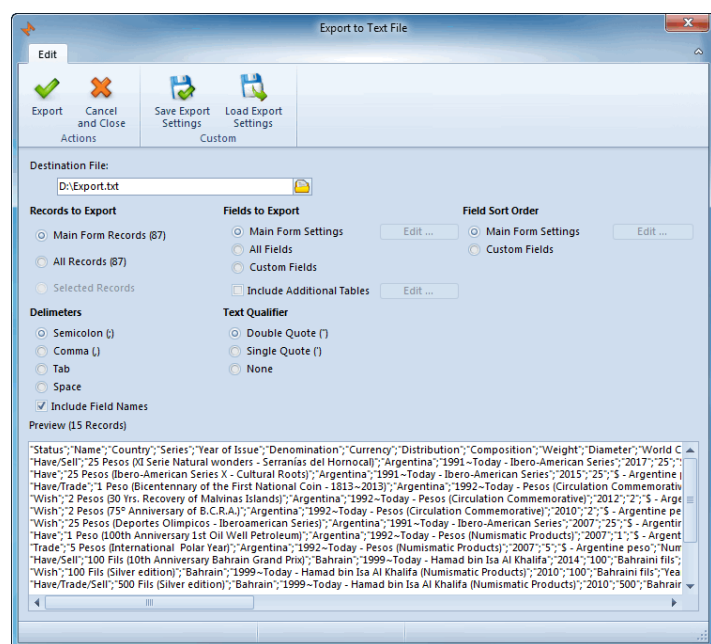 Export to Text File
Edit
Export
Cancel and Close
Save Export Settings
Load Export Settings
Actions
Custom
Destination File:
D:\Export.txt
Records to Export
Fields to Export
Field Sort Order
Main Form Records (87)
Main Form Settings
Edit ...
Main Form Settings
Edit ...
All Fields
Custom Fields
All Records (87)
Custom Fields
Selected Records
Include Additional Tables
Edit ...
Delimeters
Text Qualifier
Semicolon (;)
Double Quote (")
Comma (,)
Single Quote (')
Tab
None
Space
Include Field Names
Preview (15 Records)
"Status";"Name";"Country";"Series";"Year of Issue";"Denomination";"Currency";"Distribution";"Composition";"Weight";"Diameter";"World C
"Have/Sell";"25 Pesos (XI Serie Natural wonders - Serranías del Hornocal)";"Argentina";"1991~Today - Ibero-American Series";"2017";"25";"
"Have";"25 Pesos (Ibero-American Series X - Cultural Roots)";"Argentina";"1991~Today - Ibero-American Series";"2015";"25";"$ - Argentine
"Have/Trade";"1 Peso (Bicentennary of the First National Coin - 1813~2013)";"Argentina";"1992~Today - Pesos (Circulation Commemorativ
"Wish";"2 Pesos (30 Yrs. Recovery of Malvinas Islands)";"Argentina";"1992~Today - Pesos (Circulation Commemorative)";"2012";"2";"$ - Arge
"Wish";"2 Pesos (75° Anniversary of B.C.R.A.)";"Argentina";"1992~Today - Pesos (Circulation Commemorative)";"2010";"2";"$ - Argentine pe
"Wish";"25 Pesos (Deportes Olimpicos - Iberoamerican Series)";"Argentina";"1991~Today - Ibero-American Series";"2007";"25";"$ - Argentin
"Have";"1 Peso (100th Anniversary 1st Oil Well Petroleum)";"Argentina";"1992~Today - Pesos (Numismatic Products)";"2007";"1";"$ - Argent
"Trade";"5 Pesos (International Polar Year)";"Argentina";"1992~Today - Pesos (Numismatic Products)";"2007";"5";"$ - Argentine peso";"Num
"Have/Sell";"100 Fils (10th Anniversary Bahrain Grand Prix)";"Bahrain";"1999~Today - Hamad bin Isa Al Khalifa";"2014";"100";"Bahraini fils";
"Wish";"100 Fils (Silver edition)";"Bahrain";"1999~Today - Hamad bin Isa Al Khalifa (Numismatic Products)";"2010";"100";"Bahraini fils";"Yea
"Have/Trade/Sell";"500 Fils (Silver edition)";"Bahrain";"1999~Today - Hamad bin Isa Al Khalifa (Numismatic Products)";"2010";"500";"Bahrain